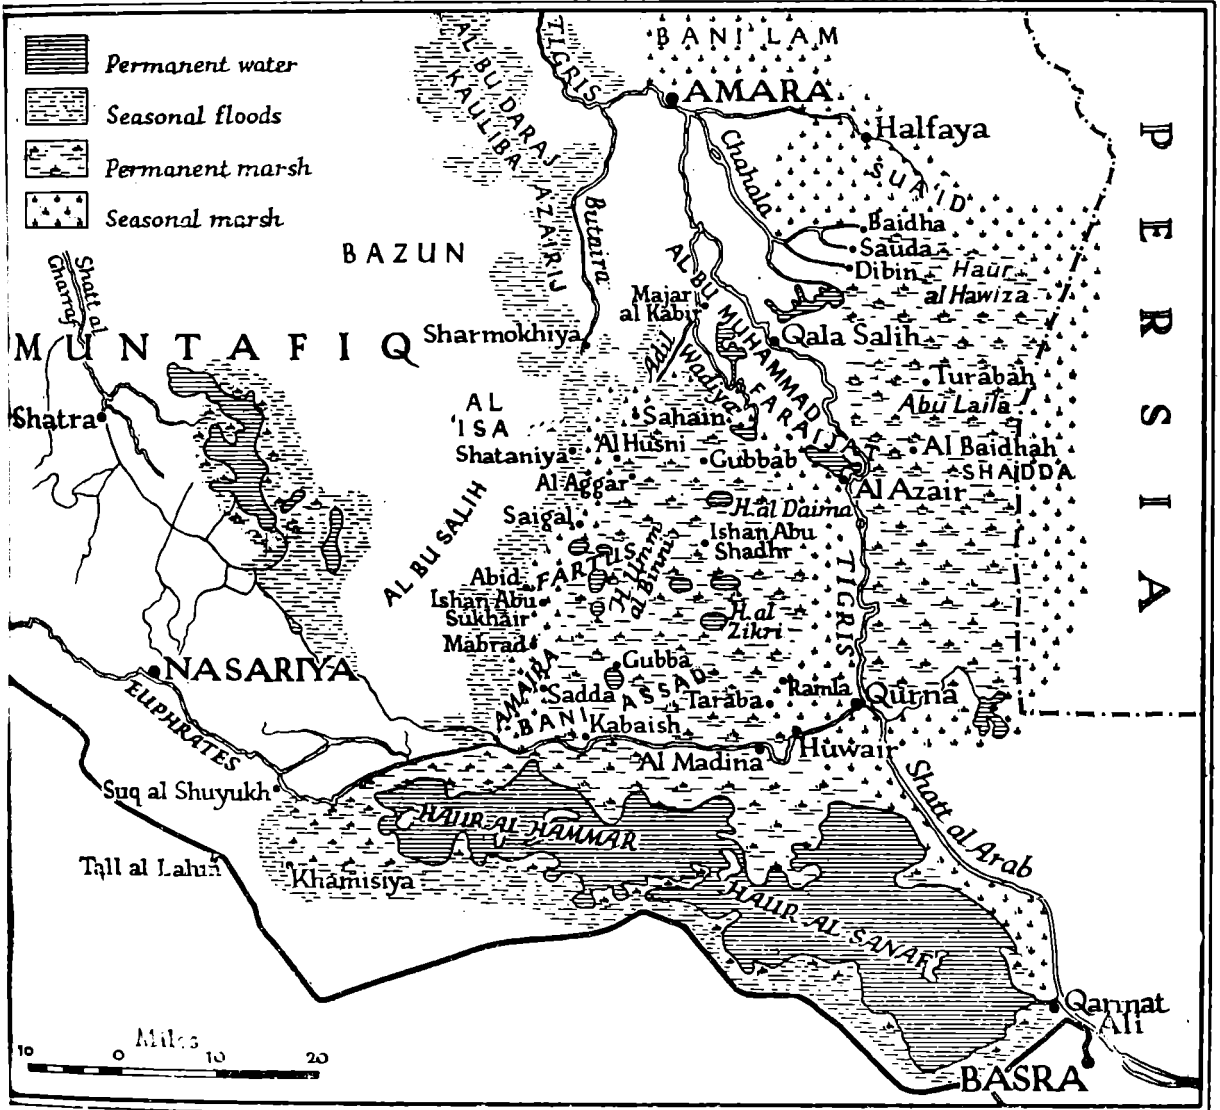 Permanent water
Seasonal floods
Permanent marsh
Seasonal marsh
TIGRIS
BANI LAM
AL BU DARAJ
KAULIBA
AZAIRIJ
AMARA
Halfaya
SUA'ID
Chahala
Butaira
PERSIA
Baidha
Sauda
Dibin
Haur
al Hawiza
BAZUN
Shatt al
Gharraf
MUNTAFIQ
Sharmokhiya
Majar
al Kabir
AL BU MUHAMMAD
Qala Salih
Adil
Wadiya
FARAIJAT
Turabah
Abu Laila
Shatra
AL
'ISA
Sahain
Al Husni
Shataniya
Gubbab
Al Baidhah
SHADDA
Al Aggar
Al Azair
AL BU SALIH
Saigal
H. al Daima
Ishan Abu
Shadhr
FARTUS
H. Umm
al Binni
Abid
Ishan Abu
Sukhair
Mabrad
H. al
Zikri
TIGRIS
NASARIYA
Gubba
AMAIRA
Sadda
BANI ASSAD
Taraba
Ramla
Qurna
EUPHRATES
Kabaish
Huwair
Al Madina
Suq al Shuyukh
HAUR AL HAMMAR
Shatt al Arab
Tall al Lahm
Khamisiya
HAUR AL SANAF
Qarmat
Ali
BASRA
Miles
10 0 10 20